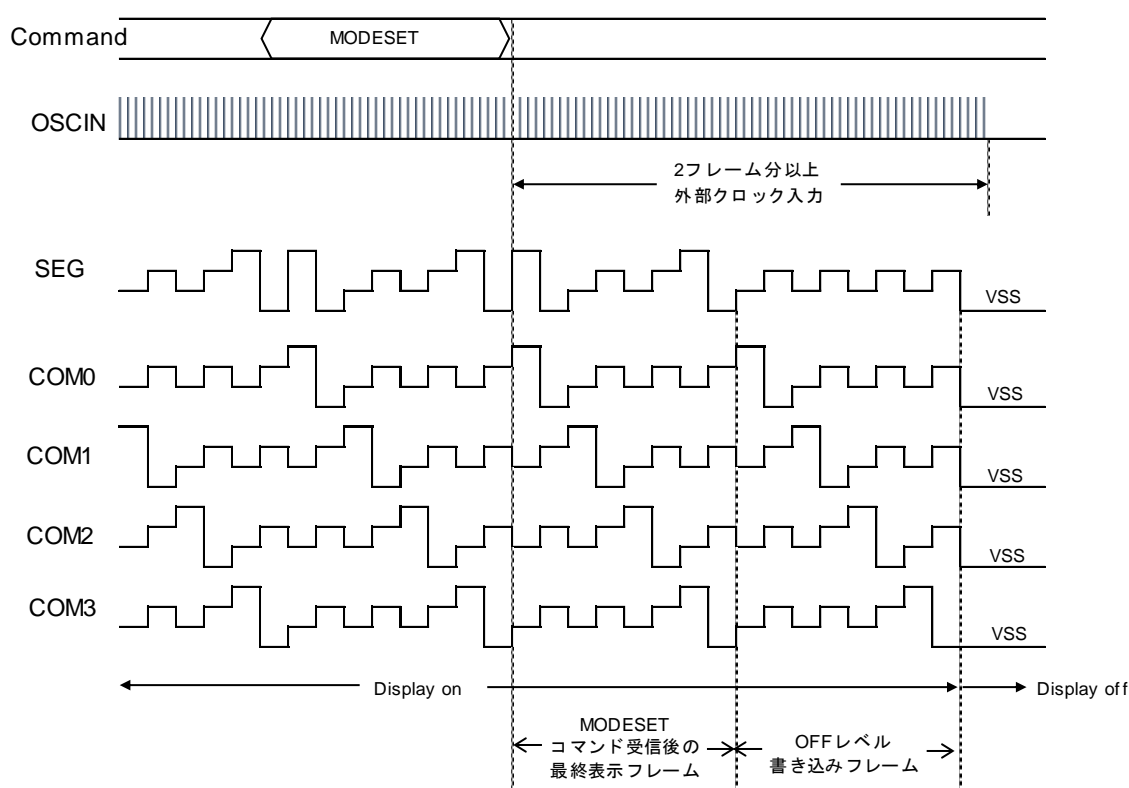 Command
MODESET
OSCIN
2フレーム分以上
外部クロック入力
SEG
VSS
COM0
VSS
COM1
VSS
COM2
VSS
COM3
VSS
Display on
Display off
MODESET
コマンド受信後の
最終表示フレーム
OFFレベル
書き込みフレーム